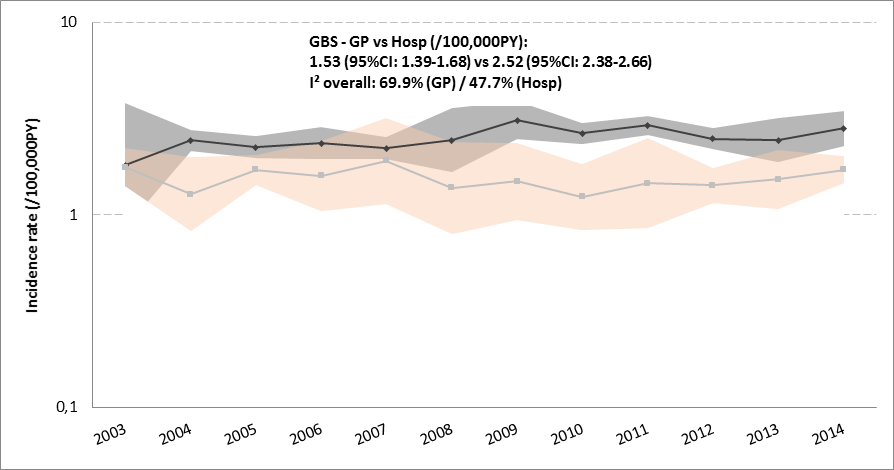 10
GBS - GP vs Hosp (/100,000PY):
1.53 (95%CI: 1.39-1.68) vs 2.52 (95%CI: 2.38-2.66)
I² overall: 69.9% (GP) / 47.7% (Hosp)
Incidence rate (/100,000PY)
1
0,1
2003 2004 2005 2006 2007 2008 2009 2010 2011 2012 2013 2014